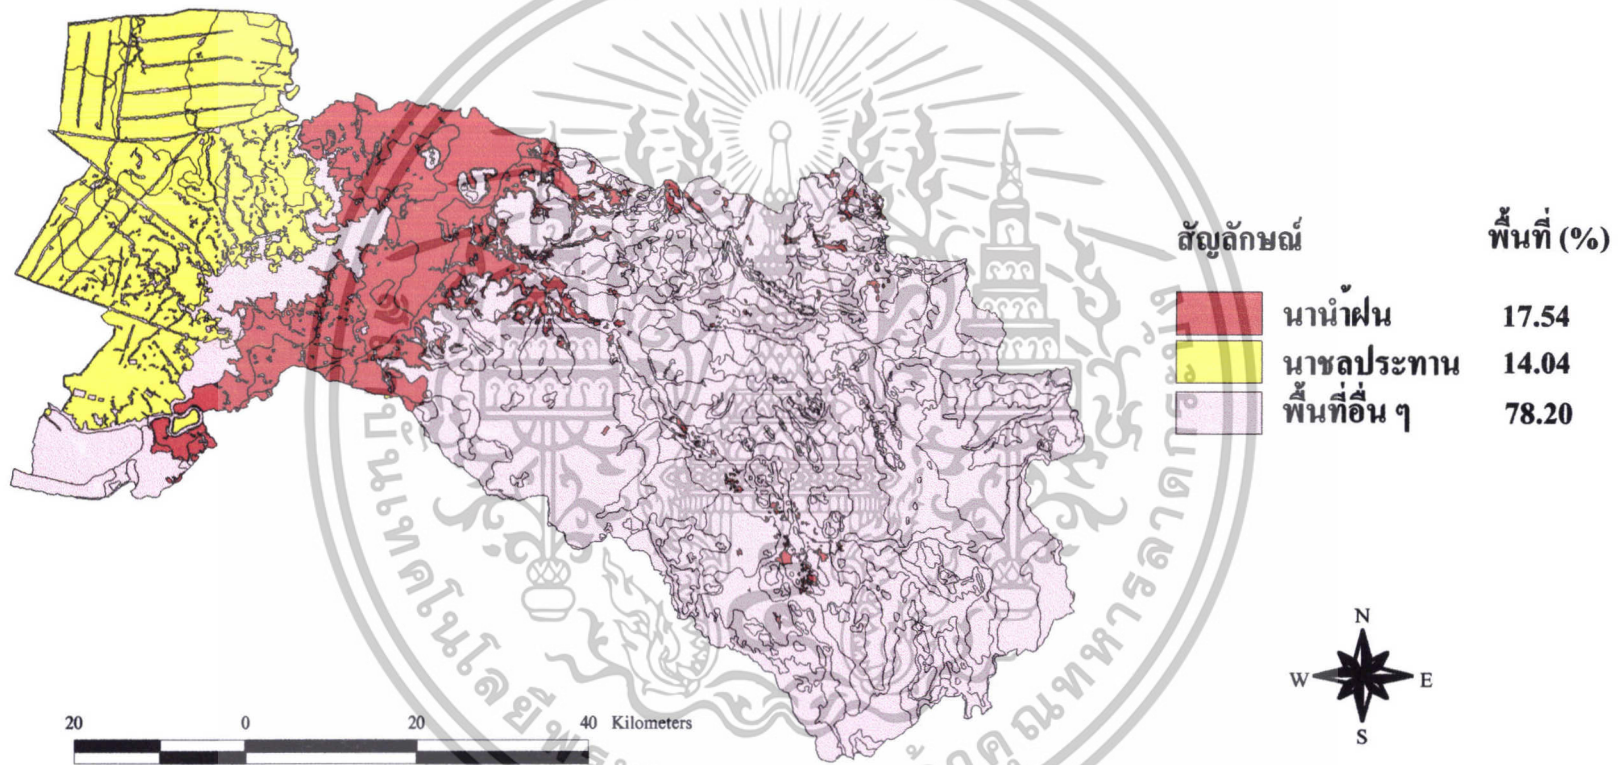 สัญลักษณ์ พื้นที่ (%)
นาน้ำฝน 17.54
นาชลประทาน 14.04
พื้นที่อื่น ๆ 78.20
N
W E
S
20 0 20 40 Kilometers